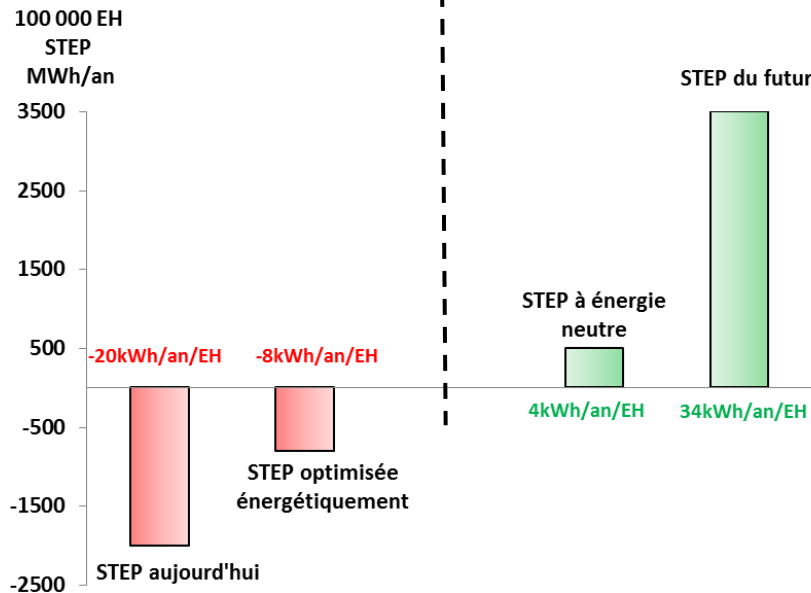 100 000 EH
STEP
MWh/an
STEP du futur
3500
2500
1500
STEP à énergie
neutre
500
-20kWh/an/EH
-8kWh/an/EH
4kWh/an/EH
34kWh/an/EH
-500
STEP optimisée
énergétiquement
-1500
STEP aujourd'hui
-2500